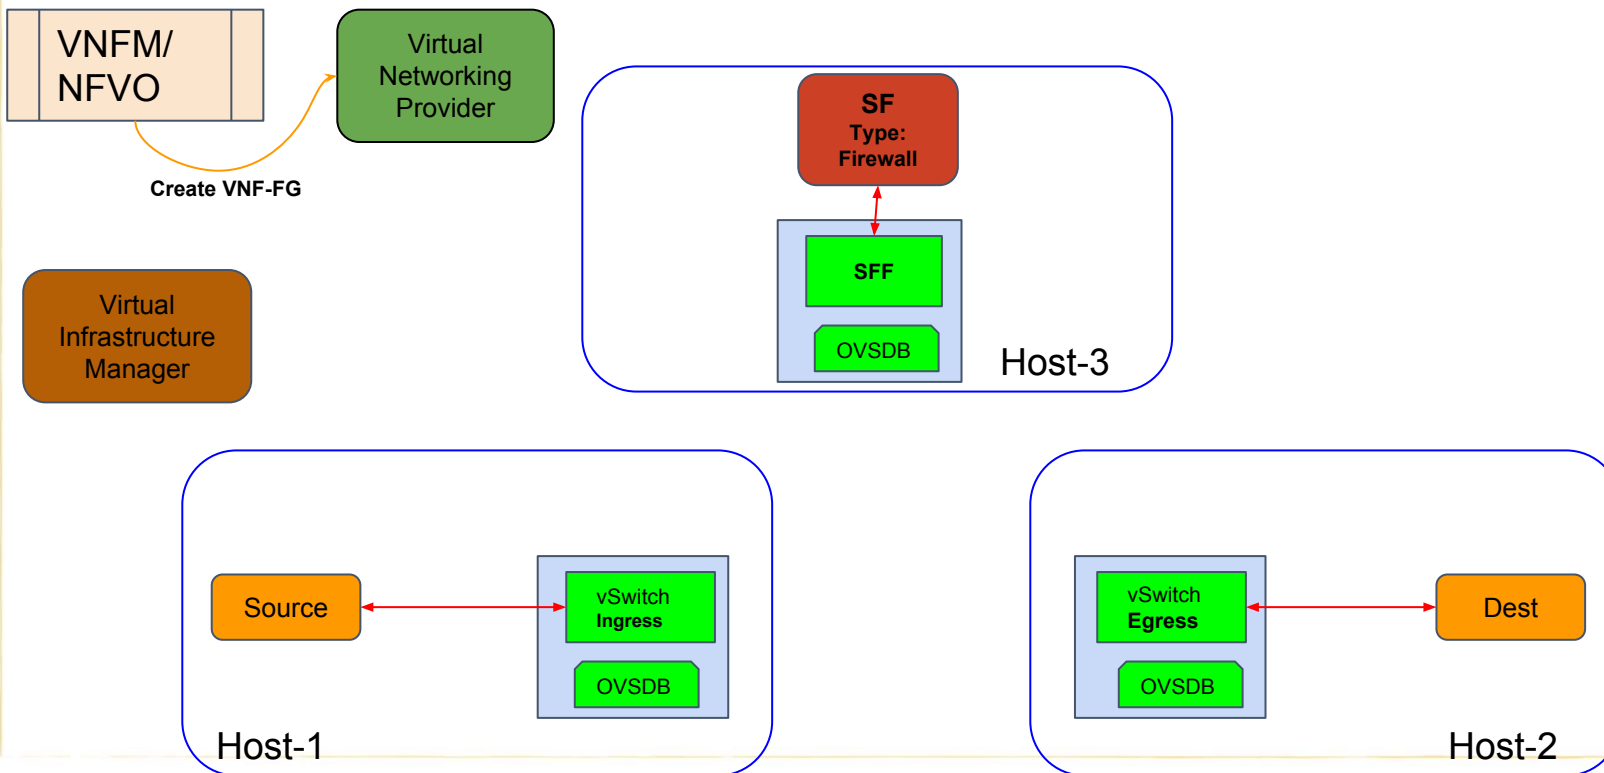 VNFM/
NFVO
Virtual
Networking
Provider
Create VNF-FG
SF
Type:
Firewall
SFF
OVSDB
Host-3
Virtual
Infrastructure
Manager
Source
vSwitch
Ingress
OVSDB
Host-1
vSwitch
Egress
OVSDB
Dest
Host-2